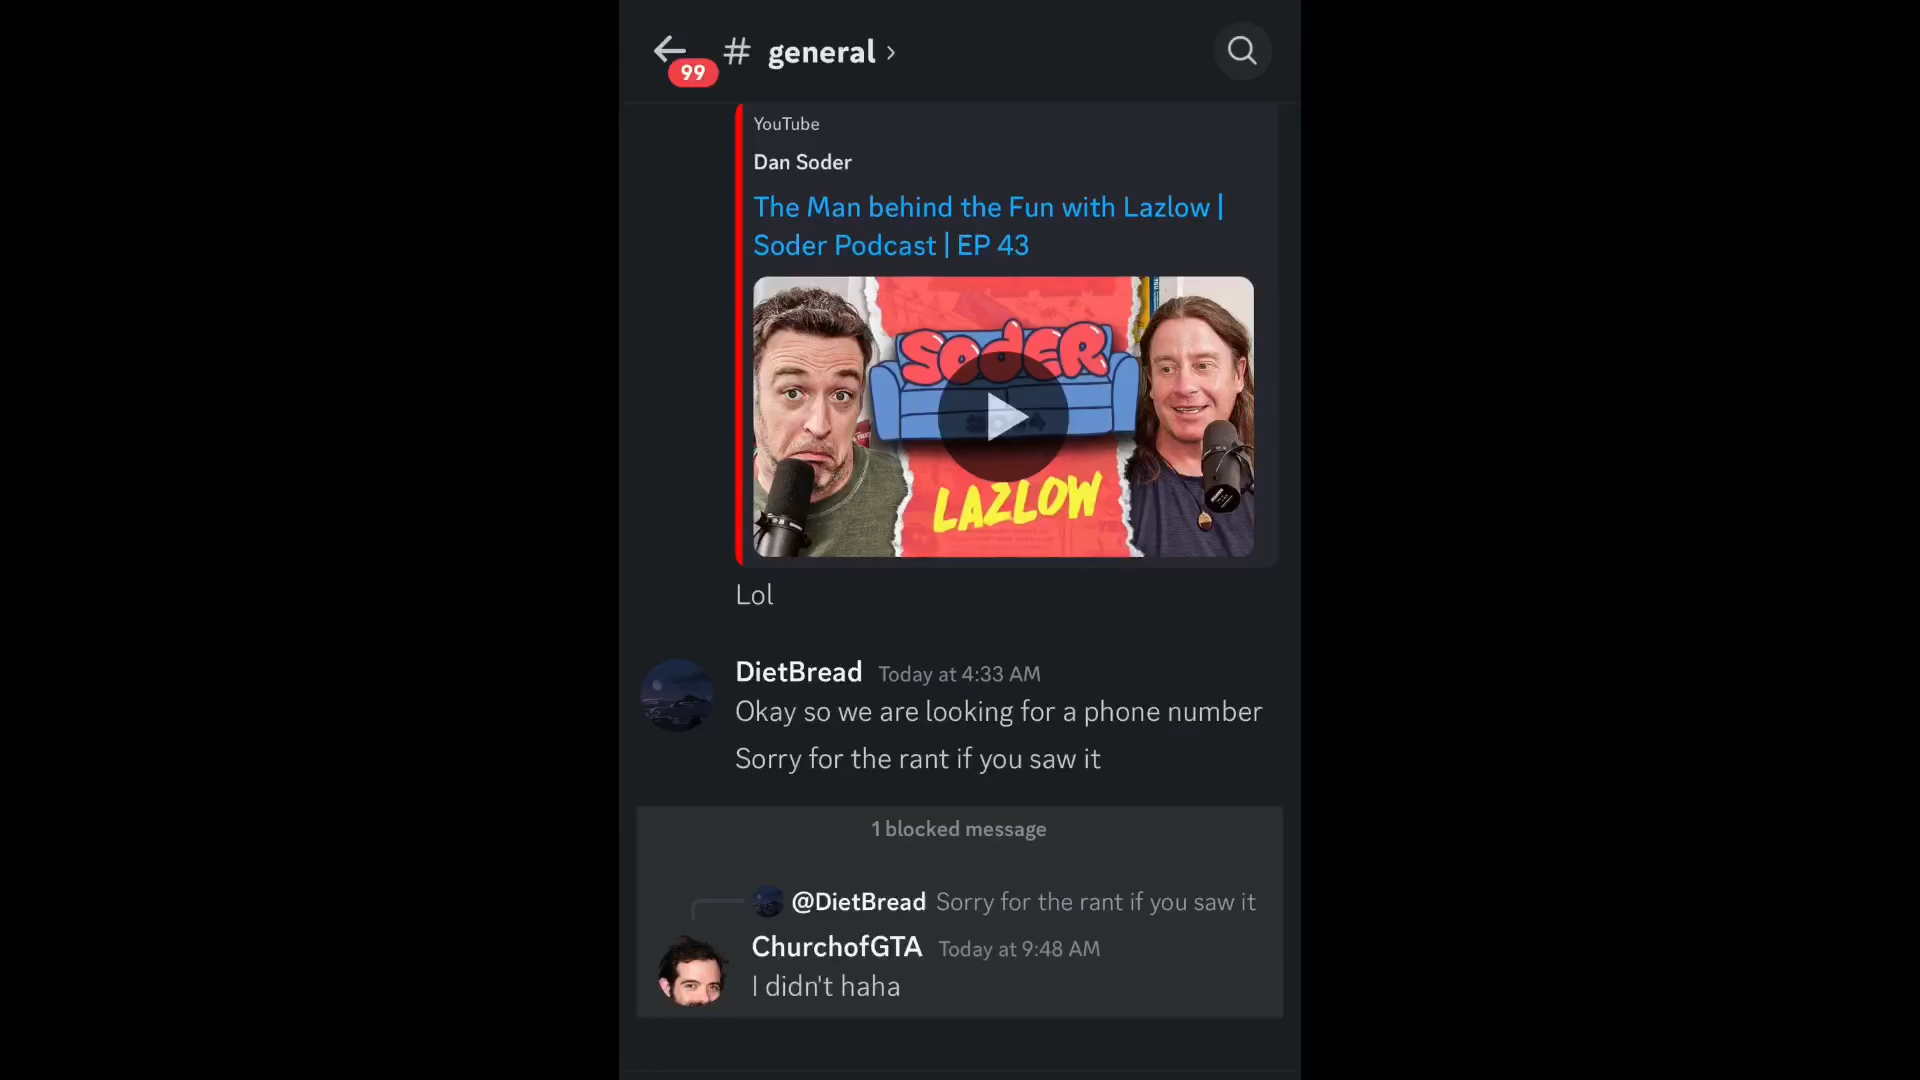 99
# general ›
YouTube
Dan Soder
The Man behind the Fun with Lazlow |
Soder Podcast | EP 43
SODER
LAZLOW
Lol
DietBread Today at 4:33 AM
Okay so we are looking for a phone number
Sorry for the rant if you saw it
1 blocked message
@DietBread Sorry for the rant if you saw it
ChurchofGTA Today at 9:48 AM
I didn't haha